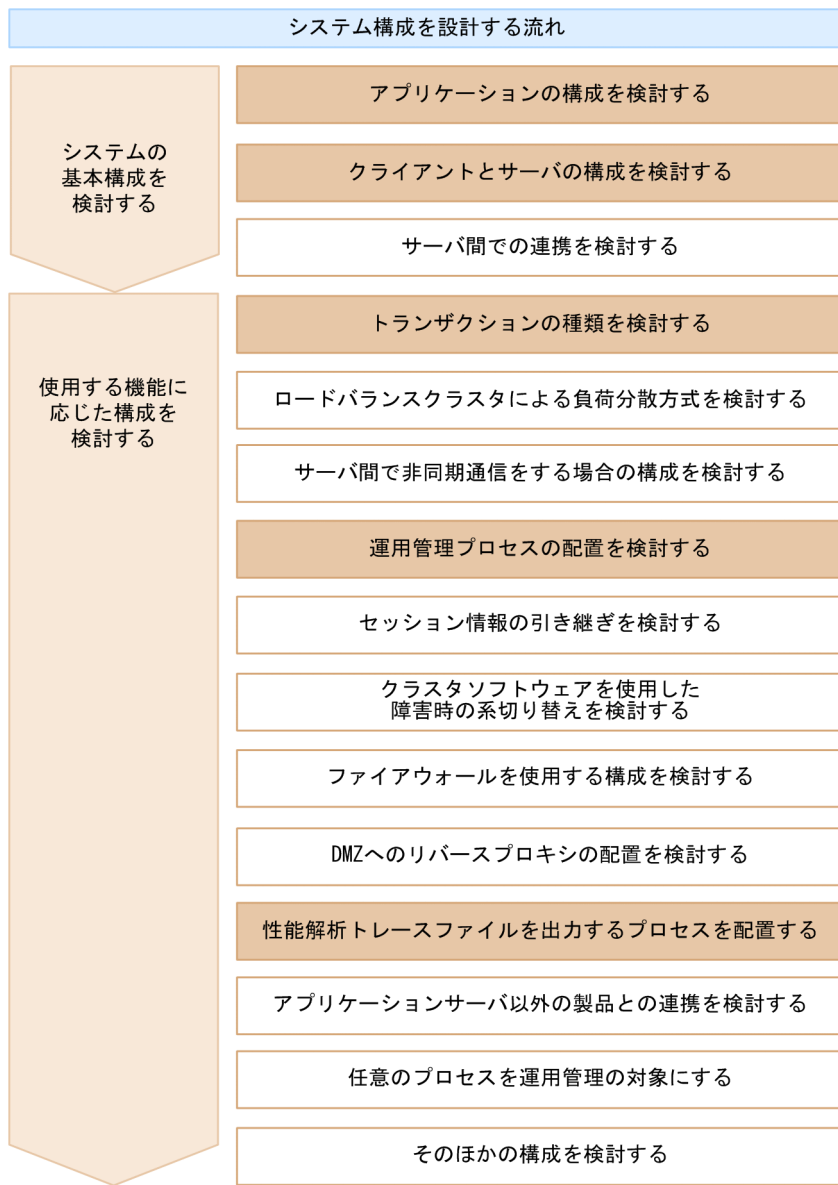 システム構成を設計する流れ
システムの
基本構成を
検討する
アプリケーションの構成を検討する
クライアントとサーバの構成を検討する
サーバ間での連携を検討する
使用する機能に
応じた構成を
検討する
トランザクションの種類を検討する
ロードバランスクラスタによる負荷分散方式を検討する
サーバ間で非同期通信をする場合の構成を検討する
運用管理プロセスの配置を検討する
セッション情報の引き継ぎを検討する
クラスタソフトウェアを使用した
障害時の系切り替えを検討する
ファイアウォールを使用する構成を検討する
DMZへのリバースプロキシの配置を検討する
性能解析トレースファイルを出力するプロセスを配置する
アプリケーションサーバ以外の製品との連携を検討する
任意のプロセスを運用管理の対象にする
そのほかの構成を検討する